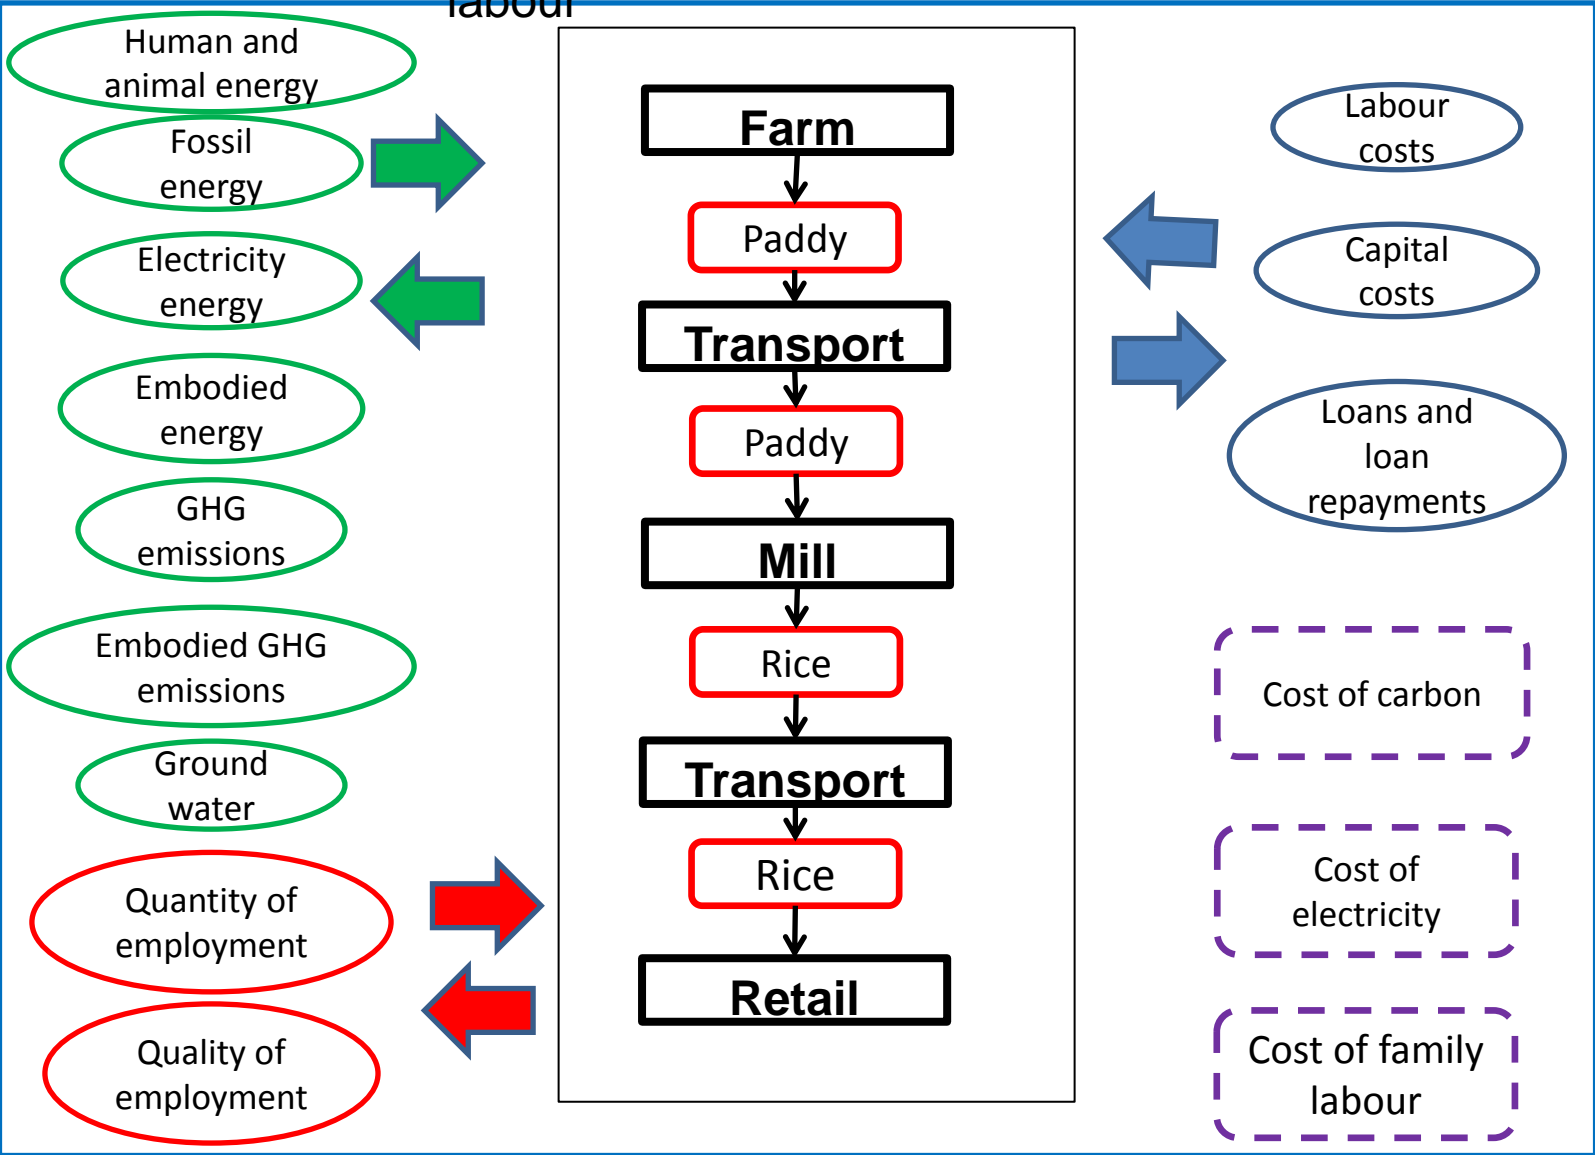 labour
Human and
animal energy
Fossil
energy
Electricity
energy
Embodied
energy
GHG
emissions
Embodied GHG
emissions
Ground
water
Quantity of
employment
Quality of
employment
Farm
Paddy
Transport
Paddy
Mill
Rice
Transport
Rice
Retail
Labour
costs
Capital
costs
Loans and
loan
repayments
Cost of carbon
Cost of
electricity
Cost of family
labour